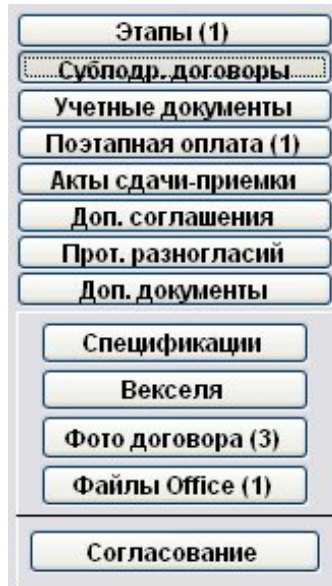 Этапы (1)
Субподр. договоры
Учетные документы
Поэтапная оплата (1)
Акты сдачи-приемки
Доп. соглашения
Прот. разногласий
Доп. документы
Спецификации
Векселя
Фото договора (3)
Файлы Office (1)
Согласование